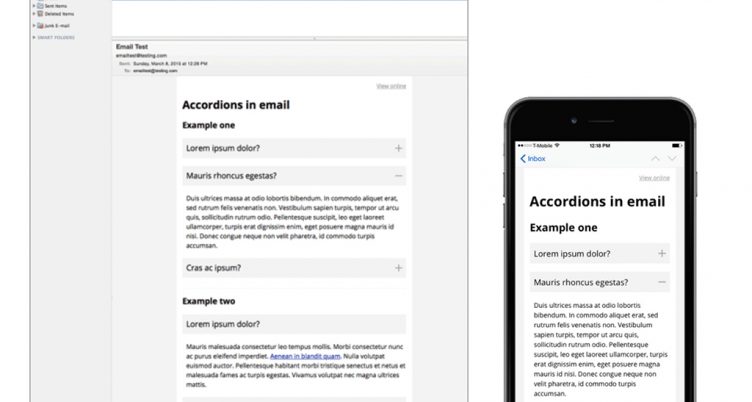 Sent Items
Deleted Items
Junk E-mail
SMART FOLDERS
Email Test
emailtest@testing.com
Sent: Sunday, March 8, 2015 at 12:28 PM
To: emailtest@testing.com
View online
Accordions in email
Example one
Lorem ipsum dolor?
Mauris rhoncus egestas?
Duis ultrices massa at odio lobortis bibendum. In commodo aliquet erat,
sed rutrum felis venenatis non. Vestibulum sapien turpis, tempor ut arcu
quis, sollicitudin rutrum odio. Pellentesque suscipit, leo eget laoreet
ullamcorper, turpis erat dignissim enim, eget posuere magna mauris id
nisi. Donec congue neque non velit pharetra, id commodo turpis
accumsan.
Cras ac ipsum?
Example two
Lorem ipsum dolor?
Mauris malesuada consectetur leo tempus mollis. Morbi consectetur nunc
ac purus eleifend imperdiet. Aenean in blandit quam. Nulla volutpat
euismod auctor. Pellentesque habitant morbi tristique senectus et netus et
malesuada fames ac turpis egestas. Vivamus volutpat nec magna ultrices
mattis.
T-Mobile
12:18 PM
Inbox
View online
Accordions in email
Example one
Lorem ipsum dolor?
Mauris rhoncus egestas?
Duis ultrices massa at odio lobortis
bibendum. In commodo aliquet erat, sed
rutrum felis venenatis non. Vestibulum
sapien turpis, tempor ut arcu quis,
sollicitudin rutrum odio. Pellentesque
suscipit, leo eget laoreet ullamcorper,
turpis erat dignissim enim, eget posuere
magna mauris id nisi. Donec congue
neque non velit pharetra, id commodo
turpis accumsan.